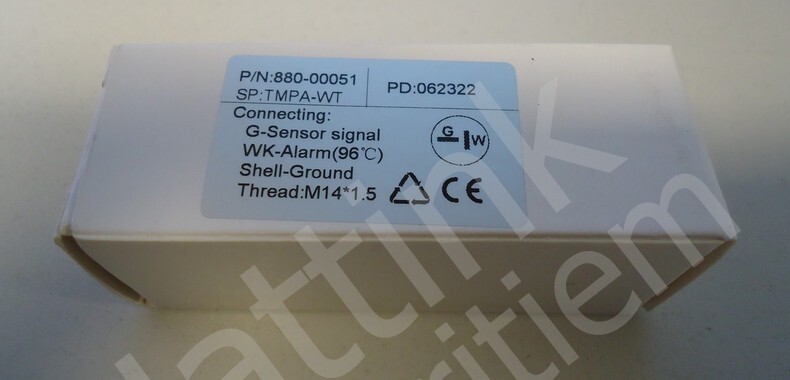 P/N:880-00051
SP:TMPA-WT
PD:062322
Connecting:
G-Sensor signal
WK-Alarm(96℃)
Shell-Ground
Thread:M14*1.5
G
W
CE